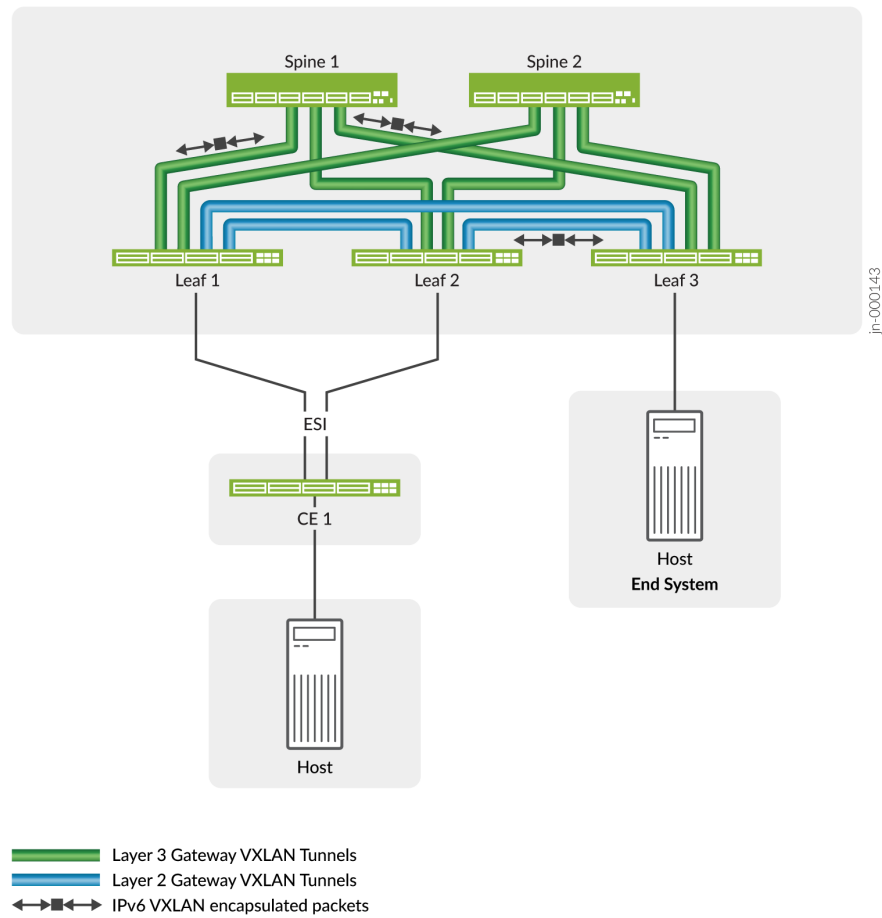 Spine 1
Spine 2
Leaf 1
Leaf 2
Leaf 3
jn-000143
ESI
CE 1
Host
End System
Host
Layer 3 Gateway VXLAN Tunnels
Layer 2 Gateway VXLAN Tunnels
IPv6 VXLAN encapsulated packets